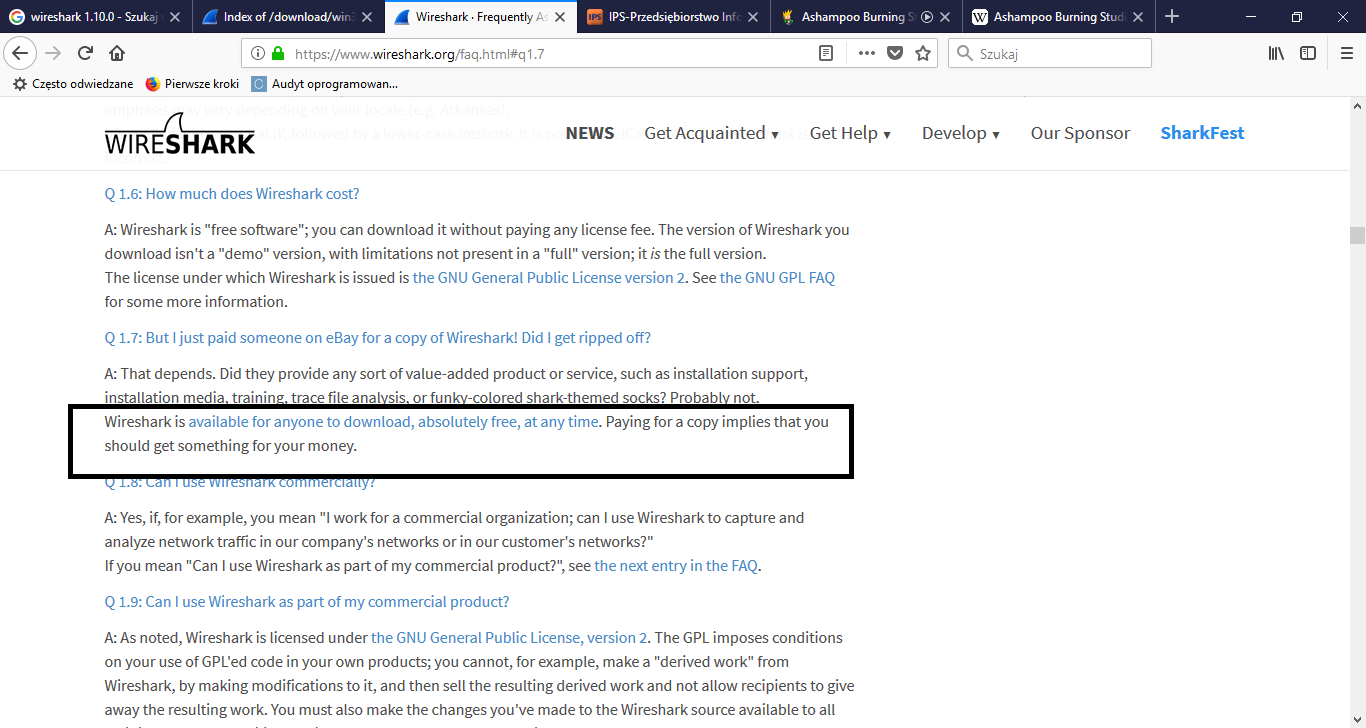 wireshark 1.10.0 - Szukaj
Index of /download/win3
Wireshark · Frequently As
IPS-Przedsiębiorstwo Info
Ashampoo Burning St
Ashampoo Burning Studi
https://www.wireshark.org/faq.html#q1.7
Szukaj
Często odwiedzane
Pierwsze kroki
Audyt oprogramowan...
emphasis may vary depending on your locale (e.g. Arkansas).
W, followed by a lower-case ireshark. It is
WIRESHARK
NEWS
Get Acquainted ▾
Get Help ▾
Develop ▾
Our Sponsor
SharkFest
Q 1.6: How much does Wireshark cost?
A: Wireshark is "free software"; you can download it without paying any license fee. The version of Wireshark you
download isn't a "demo" version, with limitations not present in a "full" version; it is the full version.
The license under which Wireshark is issued is the GNU General Public License version 2. See the GNU GPL FAQ
for some more information.
Q 1.7: But I just paid someone on eBay for a copy of Wireshark! Did I get ripped off?
A: That depends. Did they provide any sort of value-added product or service, such as installation support,
installation media, training, trace file analysis, or funky-colored shark-themed socks? Probably not.
Wireshark is available for anyone to download, absolutely free, at any time. Paying for a copy implies that you
should get something for your money.
Q 1.8: Can I use Wireshark commercially?
A: Yes, if, for example, you mean "I work for a commercial organization; can I use Wireshark to capture and
analyze network traffic in our company's networks or in our customer's networks?"
If you mean "Can I use Wireshark as part of my commercial product?", see the next entry in the FAQ.
Q 1.9: Can I use Wireshark as part of my commercial product?
A: As noted, Wireshark is licensed under the GNU General Public License, version 2. The GPL imposes conditions
on your use of GPL'ed code in your own products; you cannot, for example, make a "derived work" from
Wireshark, by making modifications to it, and then sell the resulting derived work and not allow recipients to give
away the resulting work. You must also make the changes you've made to the Wireshark source available to all